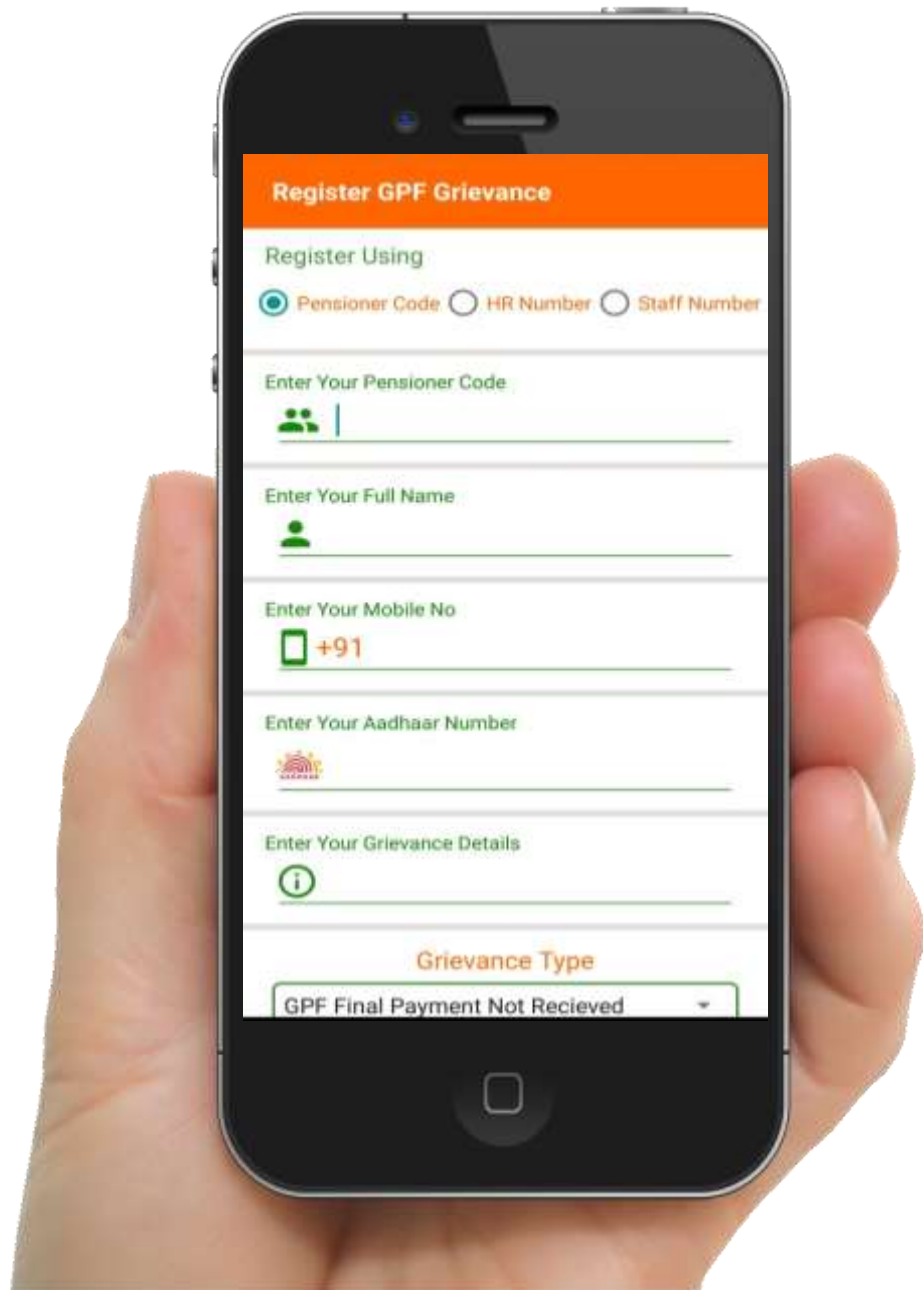 Register GPF Grievance
Register Using
Pensioner Code HR Number Staff Number
Enter Your Pensioner Code
Enter Your Full Name
Enter Your Mobile No
+91
Enter Your Aadhaar Number
Enter Your Grievance Details
Grievance Type
GPF Final Payment Not Recieved